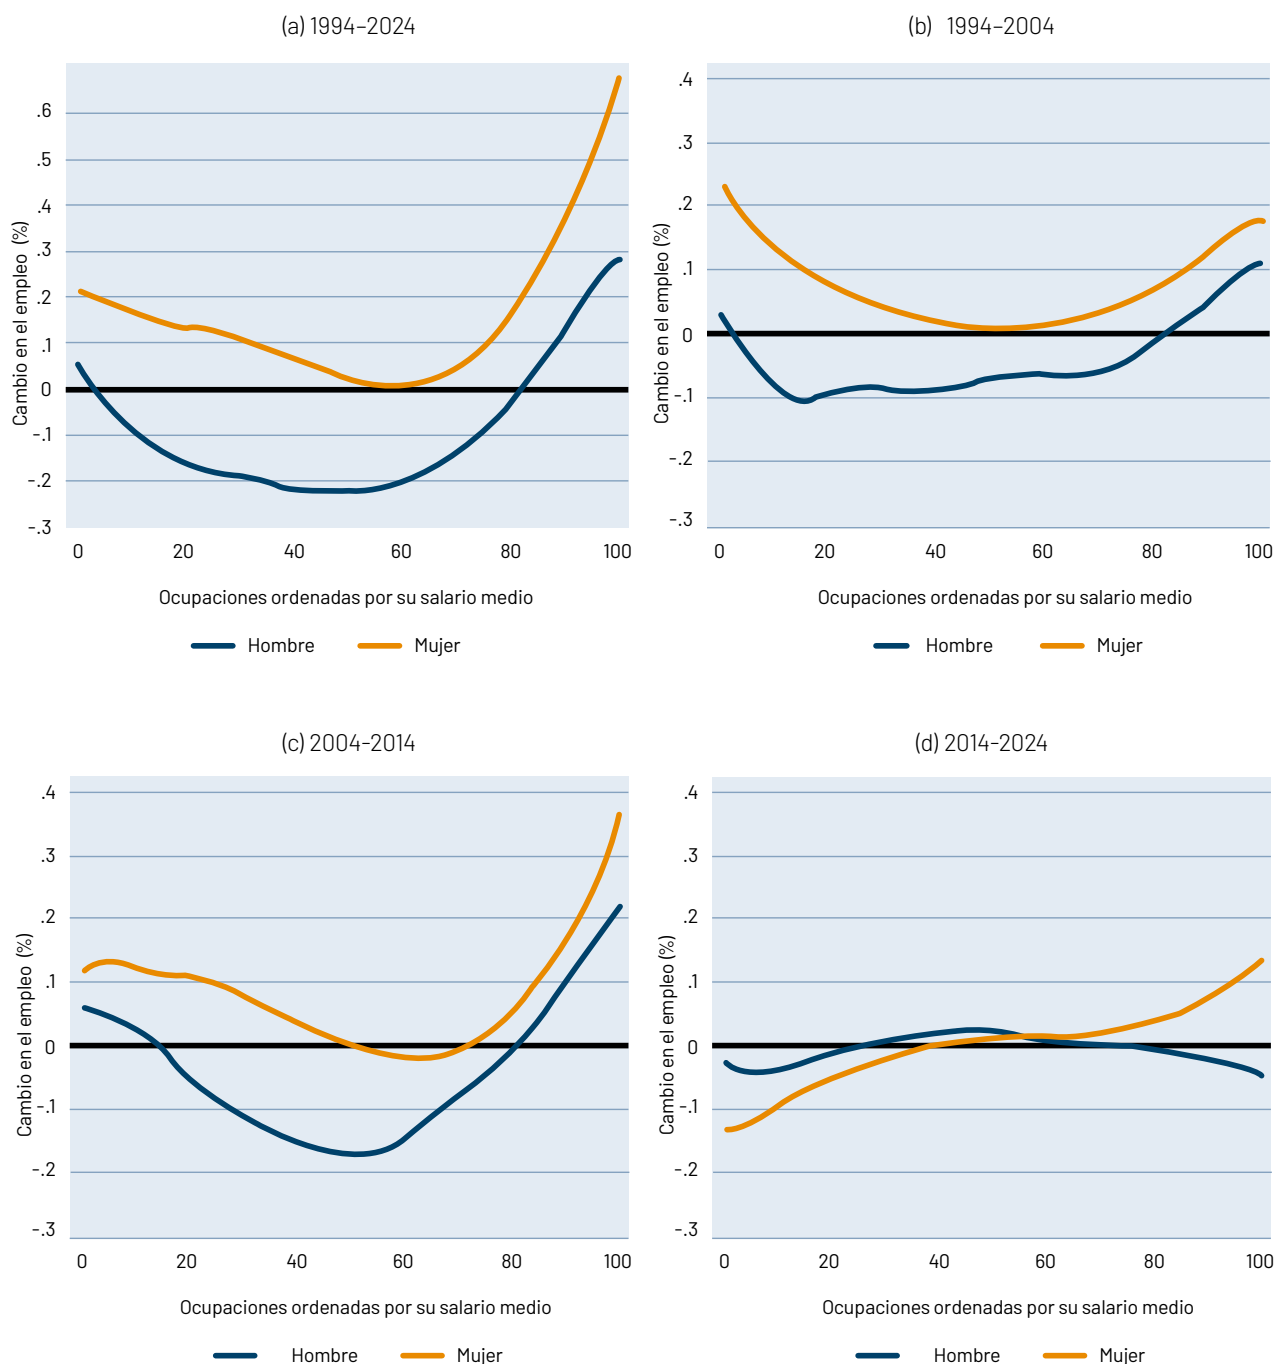 (a) 1994–2024
.6
.5
.4
.3
.2
.1
0
-.1
-.2
-.3
Cambio en el empleo (%)
0 20 40 60 80 100
Ocupaciones ordenadas por su salario medio
Hombre Mujer
(b) 1994–2004
.4
.3
.2
.1
0
-.1
-.2
-.3
Cambio en el empleo (%)
0 20 40 60 80 100
Ocupaciones ordenadas por su salario medio
Hombre Mujer
(c) 2004-2014
.4
.3
.2
.1
0
-.1
-.2
-.3
Cambio en el empleo (%)
0 20 40 60 80 100
Ocupaciones ordenadas por su salario medio
Hombre Mujer
(d) 2014-2024
.4
.3
.2
.1
0
-.1
-.2
-.3
Cambio en el empleo (%)
0 20 40 60 80 100
Ocupaciones ordenadas por su salario medio
Hombre Mujer